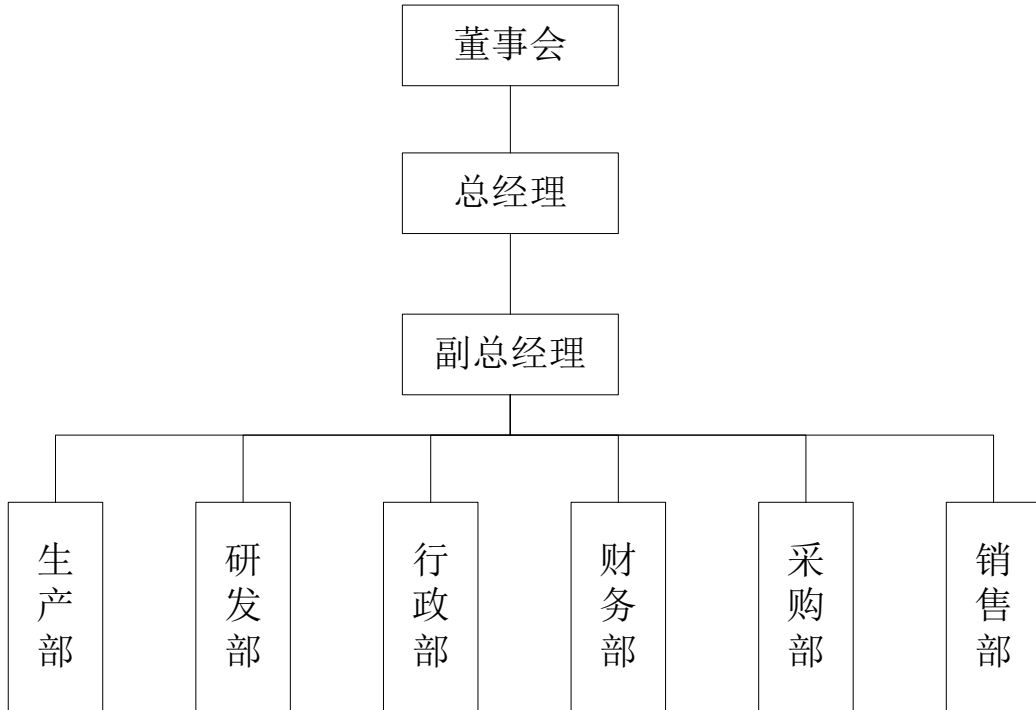 董事会
总经理
副总经理
生产部
研发部
行政部
财务部
采购部
销售部